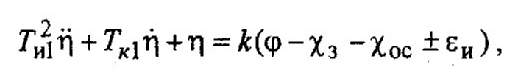 T²и1η̈ + Tк1η̇ + η = k(φ − χз − χос ± εи),